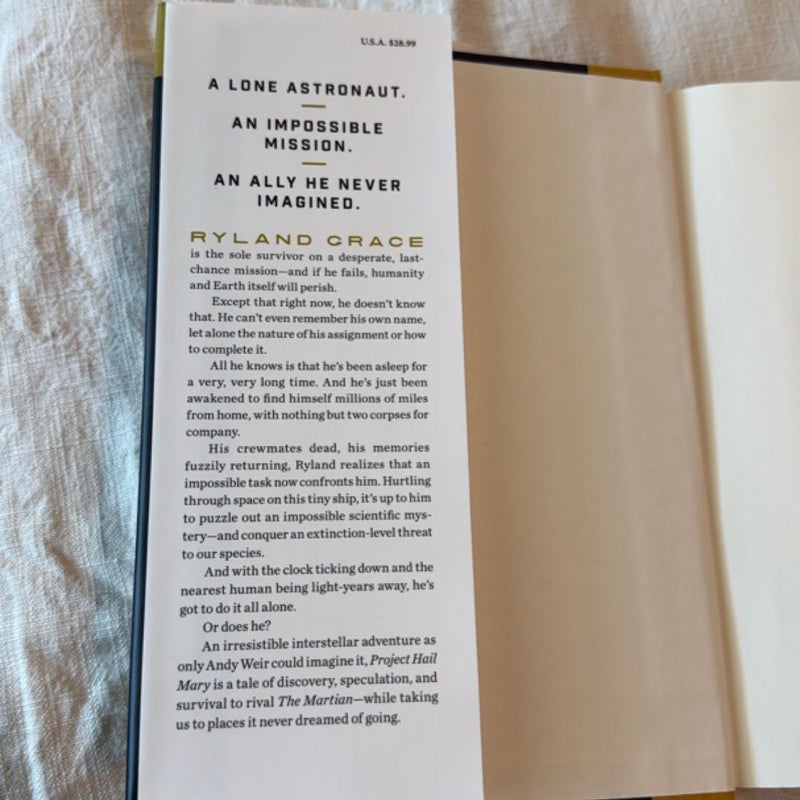 U.S.A. $28.99
A LONE ASTRONAUT.
AN IMPOSSIBLE
MISSION.
AN ALLY HE NEVER
IMAGINED.
RYLAND GRACE
is the sole survivor on a desperate, last-
chance mission—and if he fails, humanity
and Earth itself will perish.
Except that right now, he doesn't know
that. He can't even remember his own name,
let alone the nature of his assignment or how
to complete it.
All he knows is that he's been asleep for
a very, very long time. And he's just been
awakened to find himself millions of miles
from home, with nothing but two corpses for
company.
His crewmates dead, his memories
fuzzily returning, Ryland realizes that an
impossible task now confronts him. Hurtling
through space on this tiny ship, it's up to him
to puzzle out an impossible scientific mys-
tery—and conquer an extinction-level threat
to our species.
And with the clock ticking down and the
nearest human being light-years away, he's
got to do it all alone.
Or does he?
An irresistible interstellar adventure as
only Andy Weir could imagine it, Project Hail
Mary is a tale of discovery, speculation, and
survival to rival The Martian—while taking
us to places it never dreamed of going.